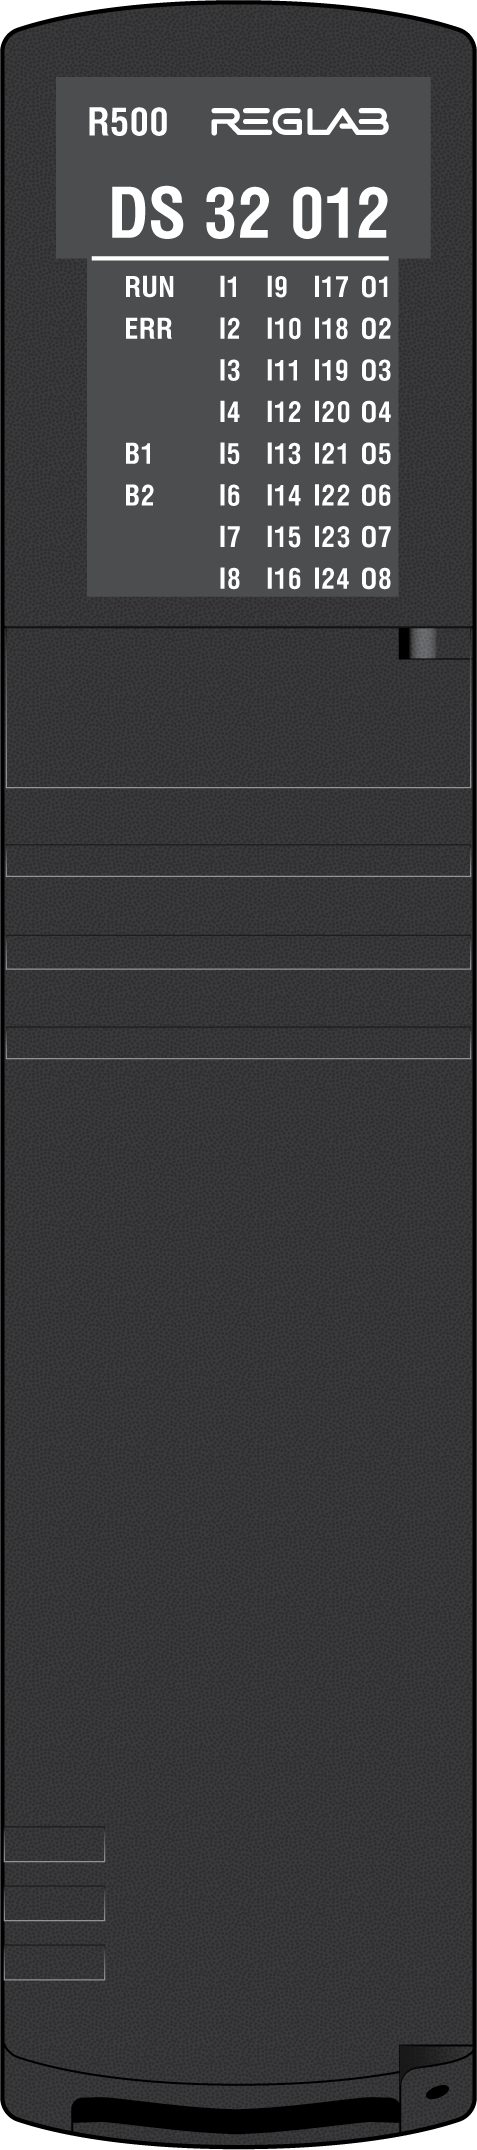 R500 REGLAB
DS 32 012
RUN I1 I9 I17 O1
ERR I2 I10 I18 O2
I3 I11 I19 O3
I4 I12 I20 O4
B1 I5 I13 I21 O5
B2 I6 I14 I22 O6
I7 I15 I23 O7
I8 I16 I24 O8